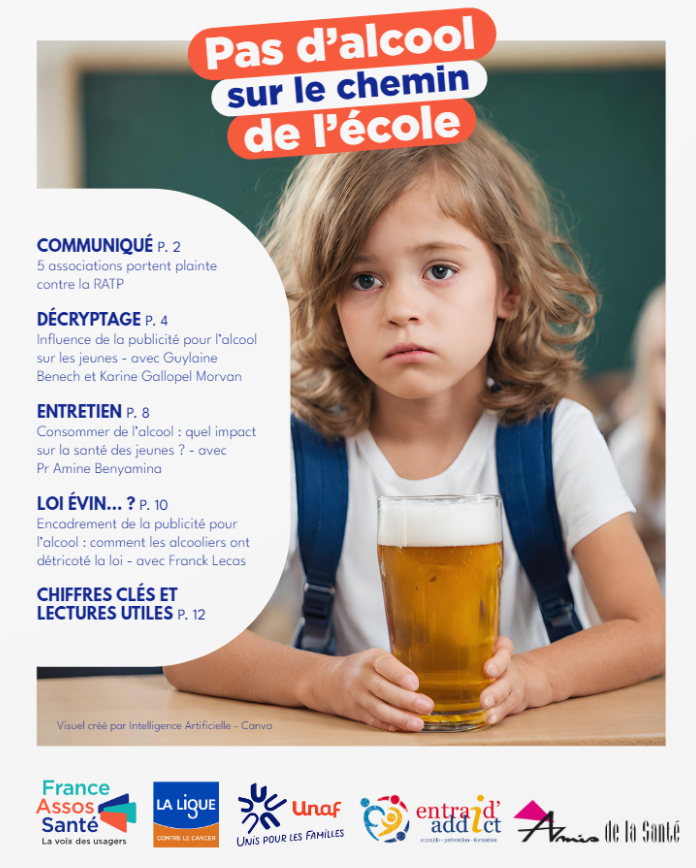 Pas d'alcool
sur le chemin
de l'école
COMMUNIQUÉ P. 2
5 associations portent plainte
contre la RATP
DÉCRYPTAGE P. 4
Influence de la publicité pour l'alcool
sur les jeunes - avec Guylaine
Benech et Karine Gallopel Morvan
ENTRETIEN P. 8
Consommer de l'alcool : quel impact
sur la santé des jeunes ? - avec
Pr Amine Benyamina
LOI ÉVIN... ? P. 10
Encadrement de la publicité pour
l'alcool : comment les alcooliers ont
détricoté la loi - avec Franck Lecas
CHIFFRES CLÉS ET
LECTURES UTILES P. 12
Visuel créé par Intelligence Artificielle - Canva
France
Assos
Santé
La voix des usagers
LA LIGUE
CONTRE LE CANCER
Unaf
UNIS POUR LES FAMILLES
entraid'
addict
prévention - formation
Amis de la Santé